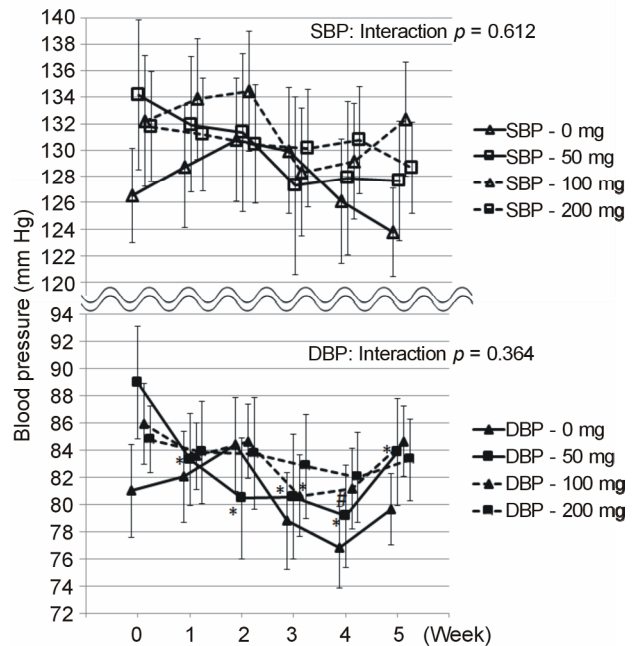 140
138
136
134
132
130
128
126
124
122
120
SBP: Interaction p = 0.612
SBP - 0 mg
SBP - 50 mg
SBP - 100 mg
SBP - 200 mg
Blood pressure (mm Hg)
94
92
90
88
86
84
82
80
78
76
74
72
DBP: Interaction p = 0.364
DBP - 0 mg
DBP - 50 mg
DBP - 100 mg
DBP - 200 mg
*
*
*
*
#
‡
*
*
0 1 2 3 4 5 (Week)